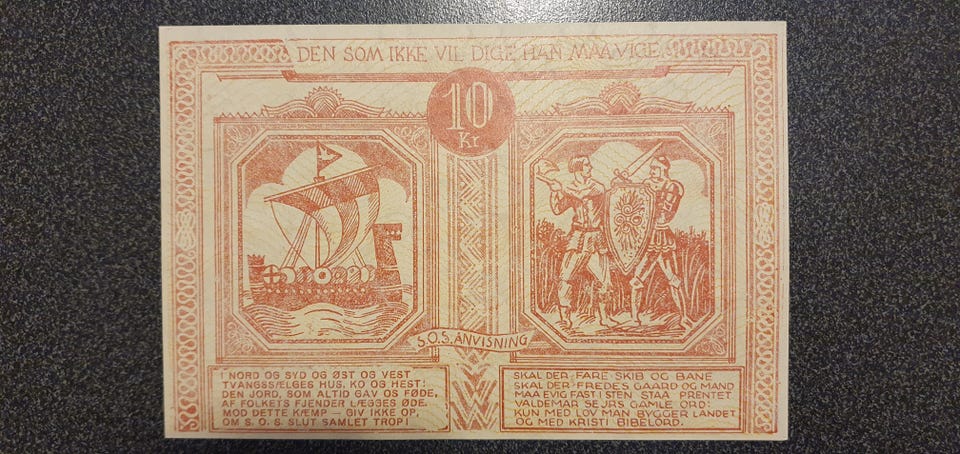 DEN SOM IKKE VIL DIGE HAN MAA VIGE
10
Kr
S.O.S. ANVISNING
I NORD OG SYD OG ØST OG VEST
TVANGSSÆLGES HUS, KO OG HEST!
DEN JORD, SOM ALTID GAV OS FØDE,
AF FOLKETS FJENDER LÆGGES ØDE.
MOD DETTE KÆMP — GIV IKKE OP,
OM S. O. S. SLUT SAMLET TROP!
SKAL DER FARE SKIB OG BANE
SKAL DER FREDES GAARD OG MAND
MAA EVIG FAST I STEN STAA PRENTET
VALDEMAR SEJRS GAMLE ORD:
KUN MED LOV MAN BYGGER LANDET
OG MED KRISTI BIBELORD.